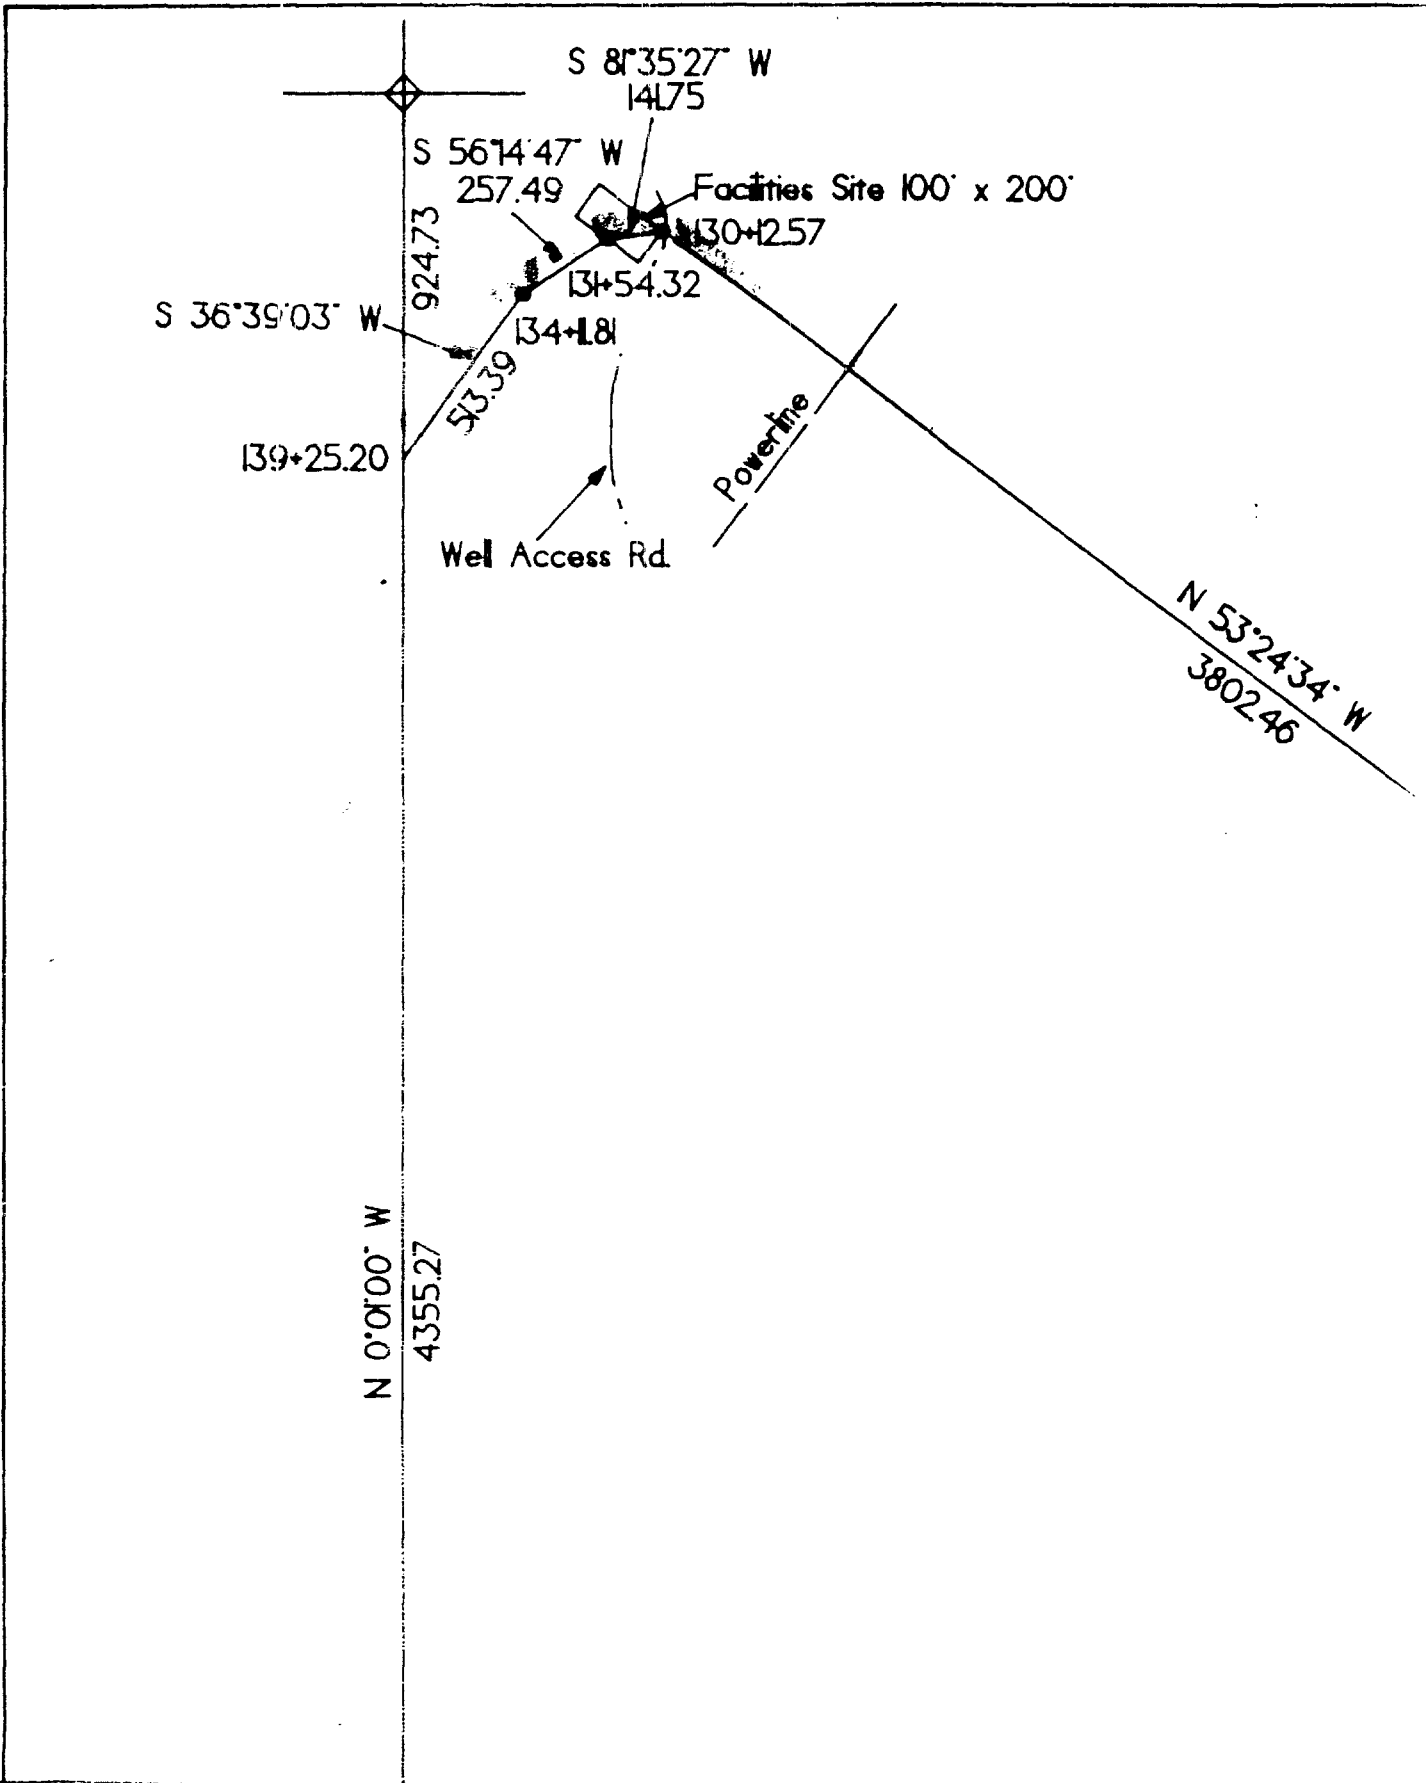 S 81°35'27" W
141.75
S 56°14'47" W
257.49
Facilities Site 100' x 200'
130+12.57
924.73
131+54.32
S 36°39'03" W
134+11.81
513.39
139+25.20
Powerline
Well Access Rd.
N 53°24'34" W
3802.46
N 0°01'00" W
4355.27